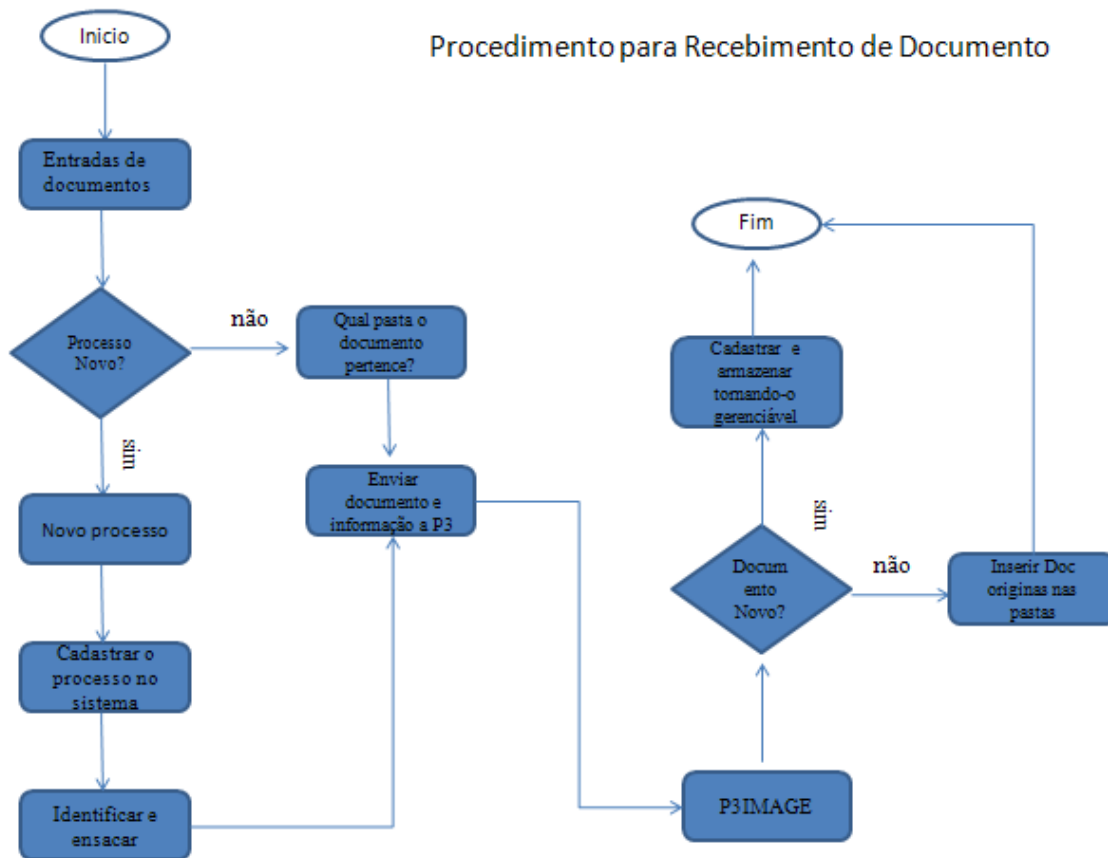 Inicio
Procedimento para Recebimento de Documento
Entradas de
documentos
Processo
Novo?
não
Qual pasta o
documento
pertence?
sim
Enviar
documento e
informação a P3
Novo processo
Cadastrar o
processo no
sistema
Identificar e
ensacar
Fim
Cadastrar e
armazenar
tornando-o
gerenciável
sim
Docum
ento
Novo?
não
Inserir Doc
originas nas
pastas
P3IMAGE